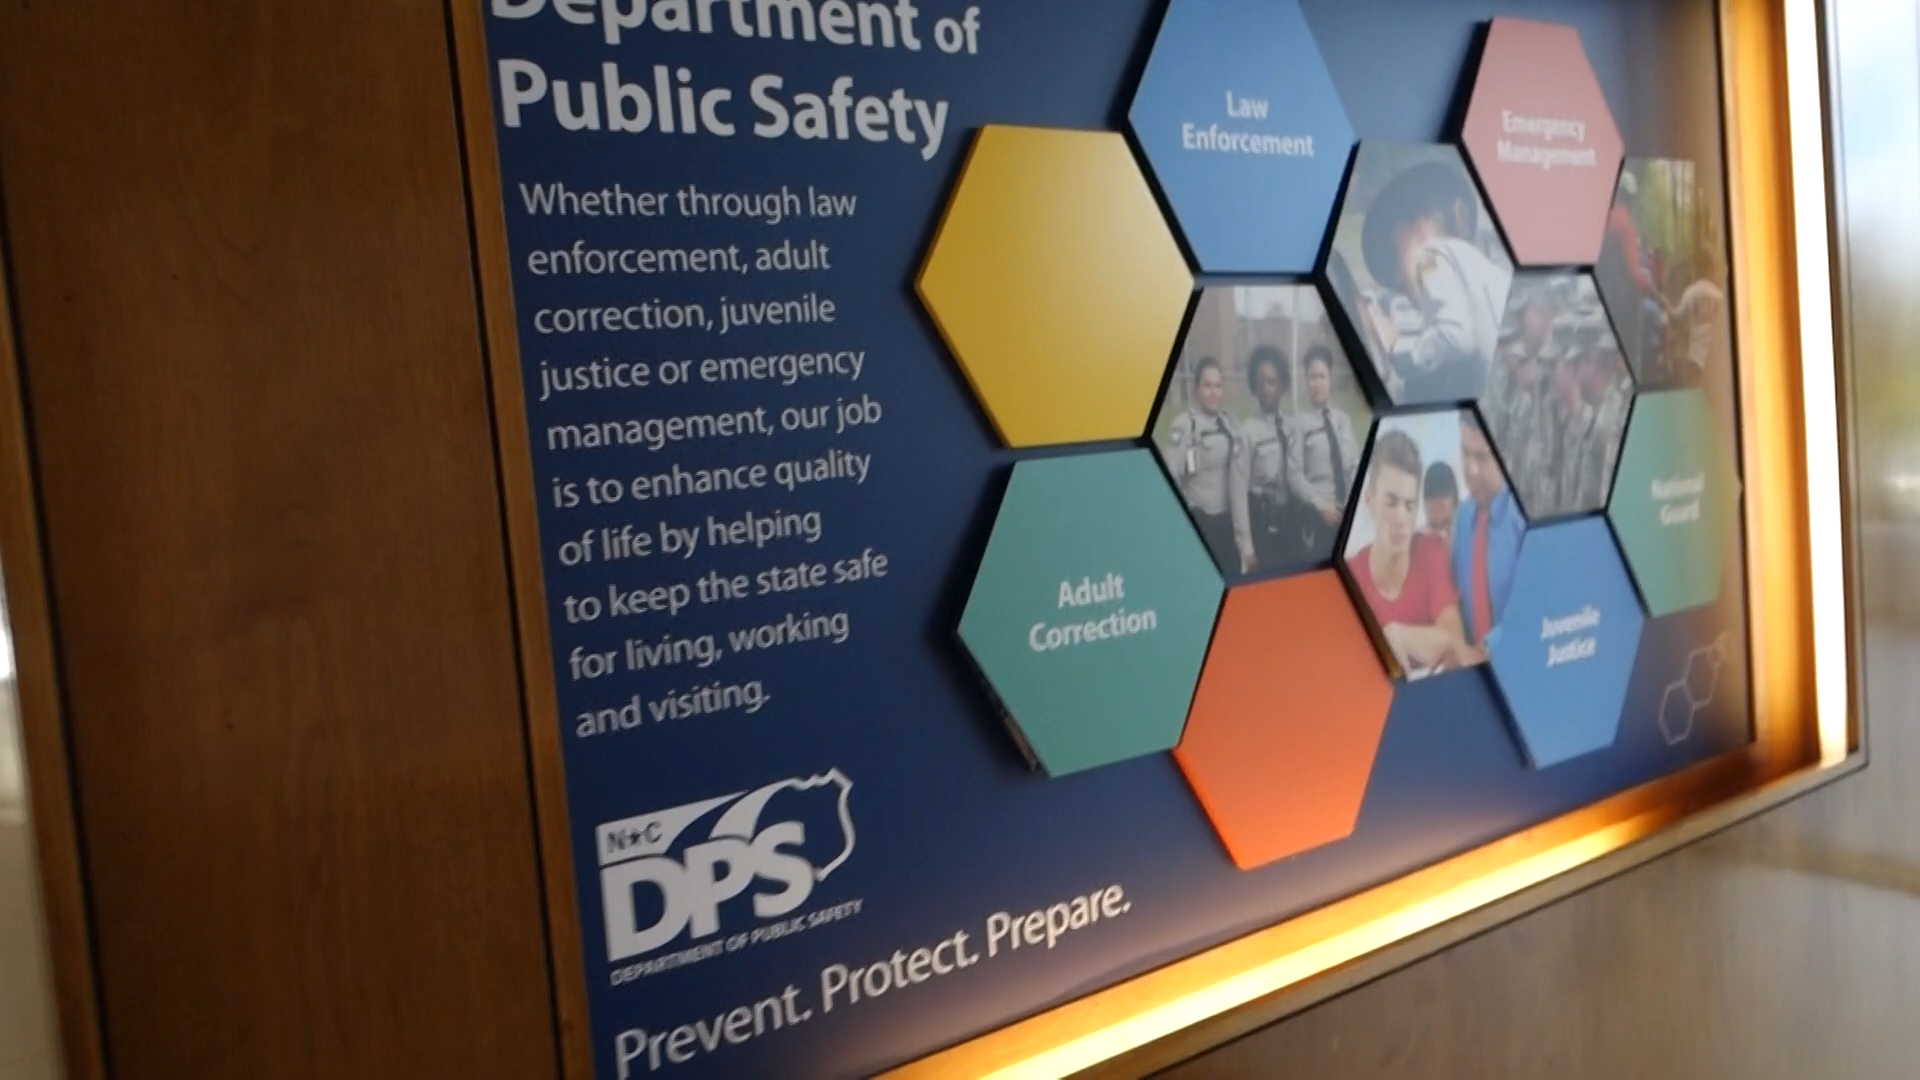 Department of
Public Safety
Whether through law
enforcement, adult
correction, juvenile
justice or emergency
management, our job
is to enhance quality
of life by helping
to keep the state safe
for living, working
and visiting.
N★C
DPS
DEPARTMENT OF PUBLIC SAFETY
Prevent. Protect. Prepare.
Law
Enforcement
Emergency
Management
Adult
Correction
National
Guard
Juvenile
Justice